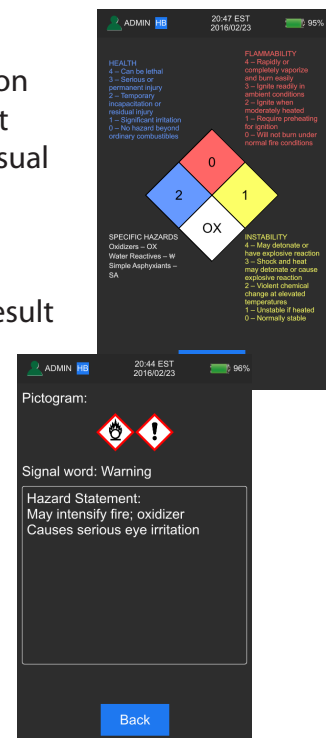 on
t
sual
esult
ADMIN HB
20:47 EST
2016/02/23
95%
HEALTH
4 – Can be lethal
3 – Serious or
permanent injury
2 – Temporary
incapacitation or
residual injury
1 – Significant irritation
0 – No hazard beyond
ordinary combustibles
FLAMMABILITY
4 – Rapidly or
completely vaporize
and burn easily
3 – Ignite readily in
ambient conditions
2 – Ignite when
moderately heated
1 – Require preheating
for ignition
0 – Will not burn under
normal fire conditions
0
2
1
OX
SPECIFIC HAZARDS
Oxidizers – OX
Water Reactives – W̶
Simple Asphyxiants –
SA
INSTABILITY
4 – May detonate or
have explosive reaction
3 – Shock and heat
may detonate or cause
explosive reaction
2 – Violent chemical
change at elevated
temperatures
1 – Unstable if heated
0 – Normally stable
ADMIN HB
20:44 EST
2016/02/23
96%
Pictogram:
!
Signal word: Warning
Hazard Statement:
May intensify fire; oxidizer
Causes serious eye irritation
Back